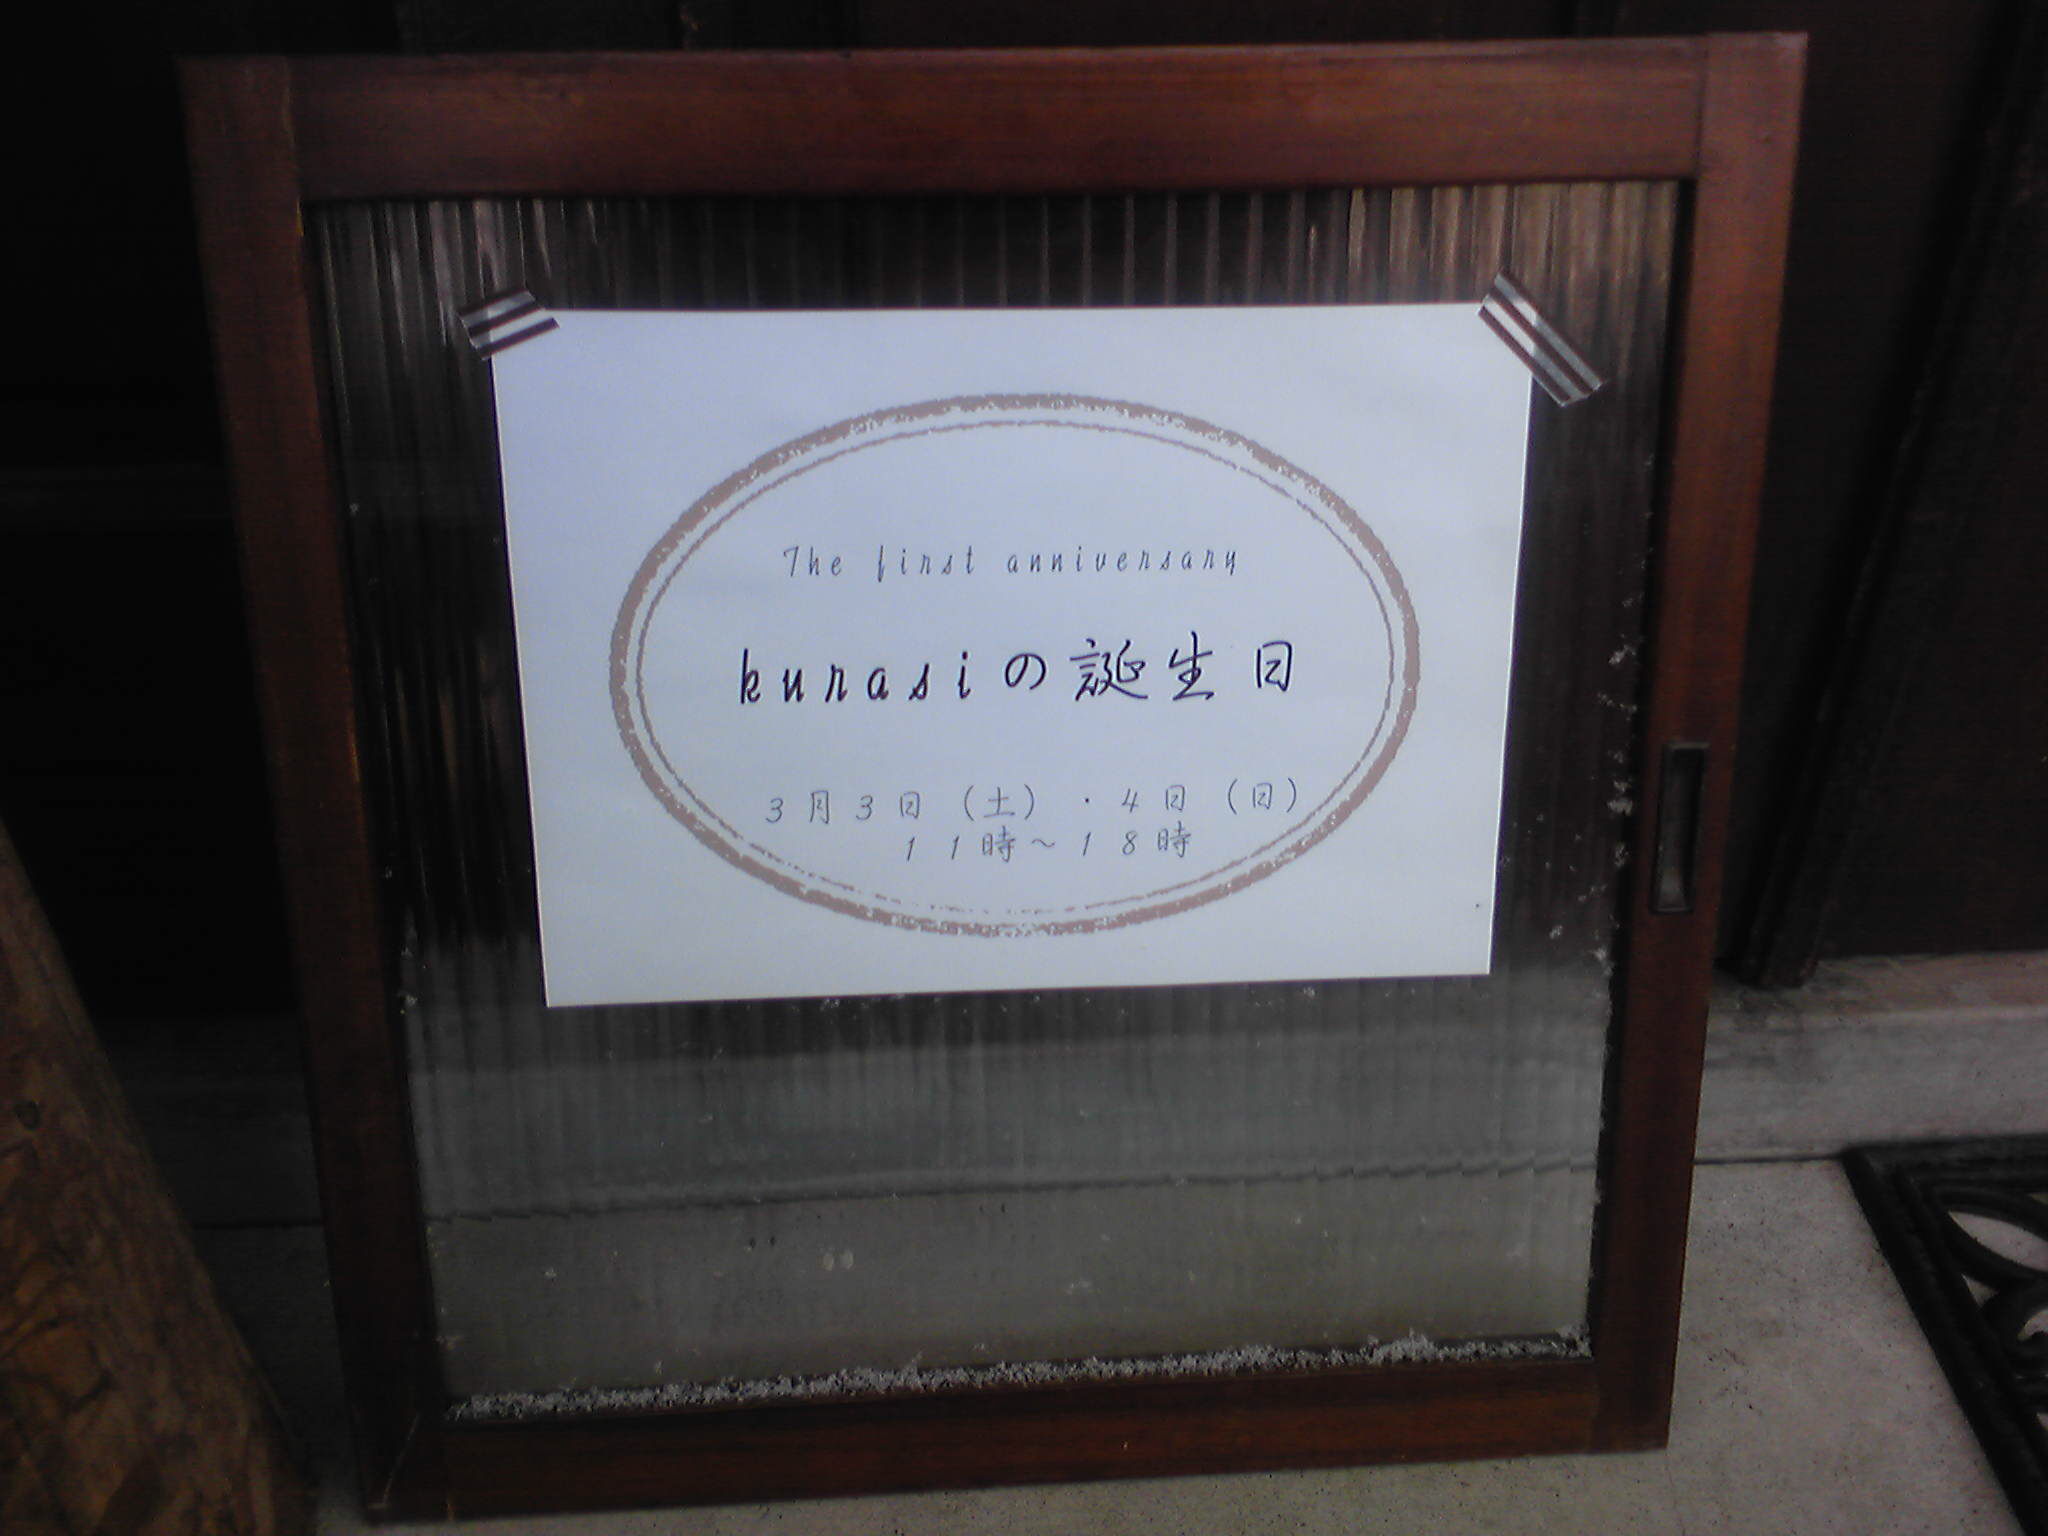 The first anniversary
kurasiの誕生日
3月3日（土）・4日（日）
11時～18時